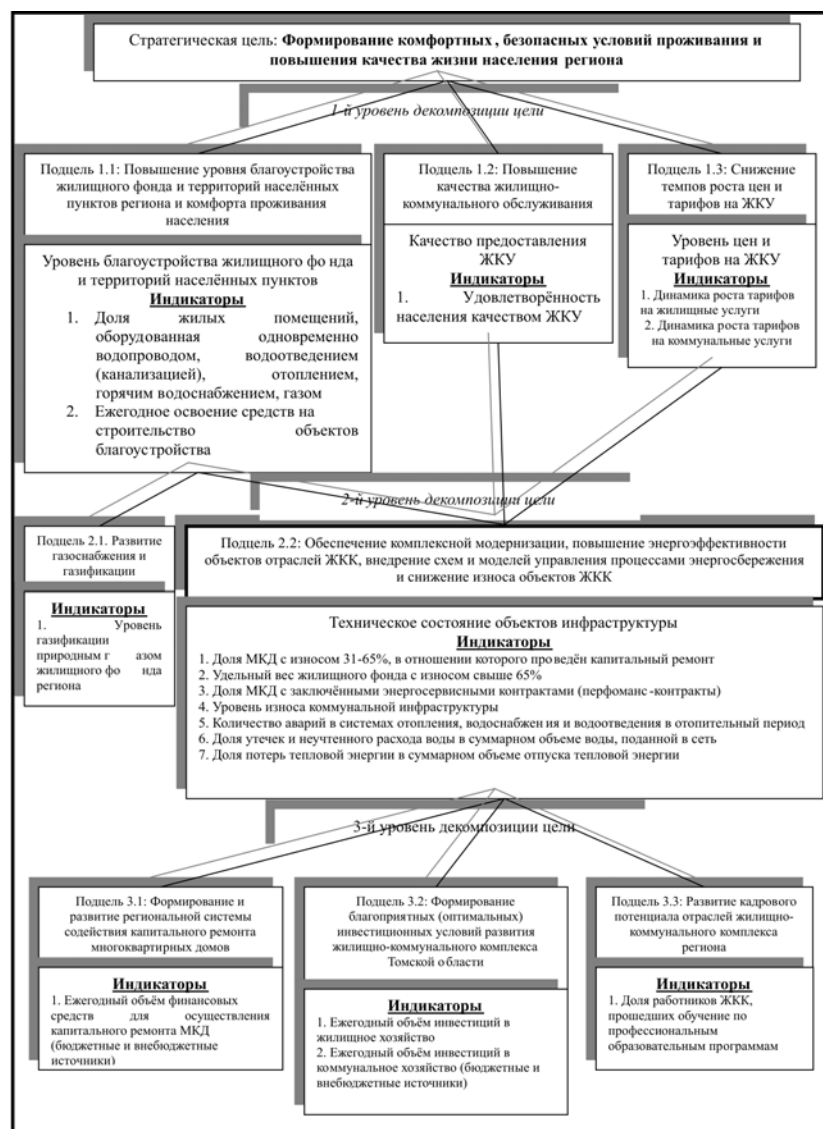 Стратегическая цель: Формирование комфортных, безопасных условий проживания и
повышения качества жизни населения региона
1-й уровень декомпозиции цели
Подцель 1.1: Повышение уровня благоустройства
жилищного фонда и территорий населённых
пунктов региона и комфорта проживания
населения
Уровень благоустройства жилищного фо нда
и территорий населённых пунктов
Индикаторы
1. Доля жилых помещений,
оборудованная одновременно
водопроводом, водоотведением
(канализацией), отоплением,
горячим водоснабжением, газом
2. Ежегодное освоение средств на
строительство объектов
благоустройства
Подцель 1.2: Повышение
качества жилищно-
коммунального обслуживания
Качество предоставления
ЖКУ
Индикаторы
1. Удовлетворённость
населения качеством ЖКУ
Подцель 1.3: Снижение
темпов роста цен и
тарифов на ЖКУ
Уровень цен и
тарифов на ЖКУ
Индикаторы
1. Динамика роста тарифов
на жилищные услуги
2. Динамика роста тарифов
на коммунальные услуги
2-й уровень декомпозиции цели
Подцель 2.1. Развитие
газоснабжения и
газификации
Индикаторы
1. Уровень
газификации
природным г азом
жилищного фо нда
региона
Подцель 2.2: Обеспечение комплексной модернизации, повышение энергоэффективности
объектов отраслей ЖКК, внедрение схем и моделей управления процессами энергосбережения
и снижение износа объектов ЖКК
Техническое состояние объектов инфраструктуры
Индикаторы
1. Доля МКД с износом 31-65%, в отношении которого проведён капитальный ремонт
2. Удельный вес жилищного фонда с износом свыше 65%
3. Доля МКД с заключёнными энергосервисными контрактами (перфоманс -контракты)
4. Уровень износа коммунальной инфраструктуры
5. Количество аварий в системах отопления, водоснабжен ия и водоотведения в отопительный период
6. Доля утечек и неучтенного расхода воды в суммарном объеме воды, поданной в сеть
7. Доля потерь тепловой энергии в суммарном объеме отпуска тепловой энергии
3-й уровень декомпозиции цели
Подцель 3.1: Формирование и
развитие региональной системы
содействия капитального ремонта
многоквартирных домов
Индикаторы
1. Ежегодный объём финансовых
средств для осуществления
капитального ремонта МКД
(бюджетные и внебюджетные
источники)
Подцель 3.2: Формирование
благоприятных (оптимальных)
инвестиционных условий развития
жилищно-коммунального комплекса
Томской области
Индикаторы
1. Ежегодный объём инвестиций в
жилищное хозяйство
2. Ежегодный объём инвестиций в
коммунальное хозяйство (бюджетные и
внебюджетные источники)
Подцель 3.3: Развитие кадрового
потенциала отраслей жилищно-
коммунального комплекса
региона
Индикаторы
1. Доля работников ЖКК,
прошедших обучение по
профессиональным
образовательным программам